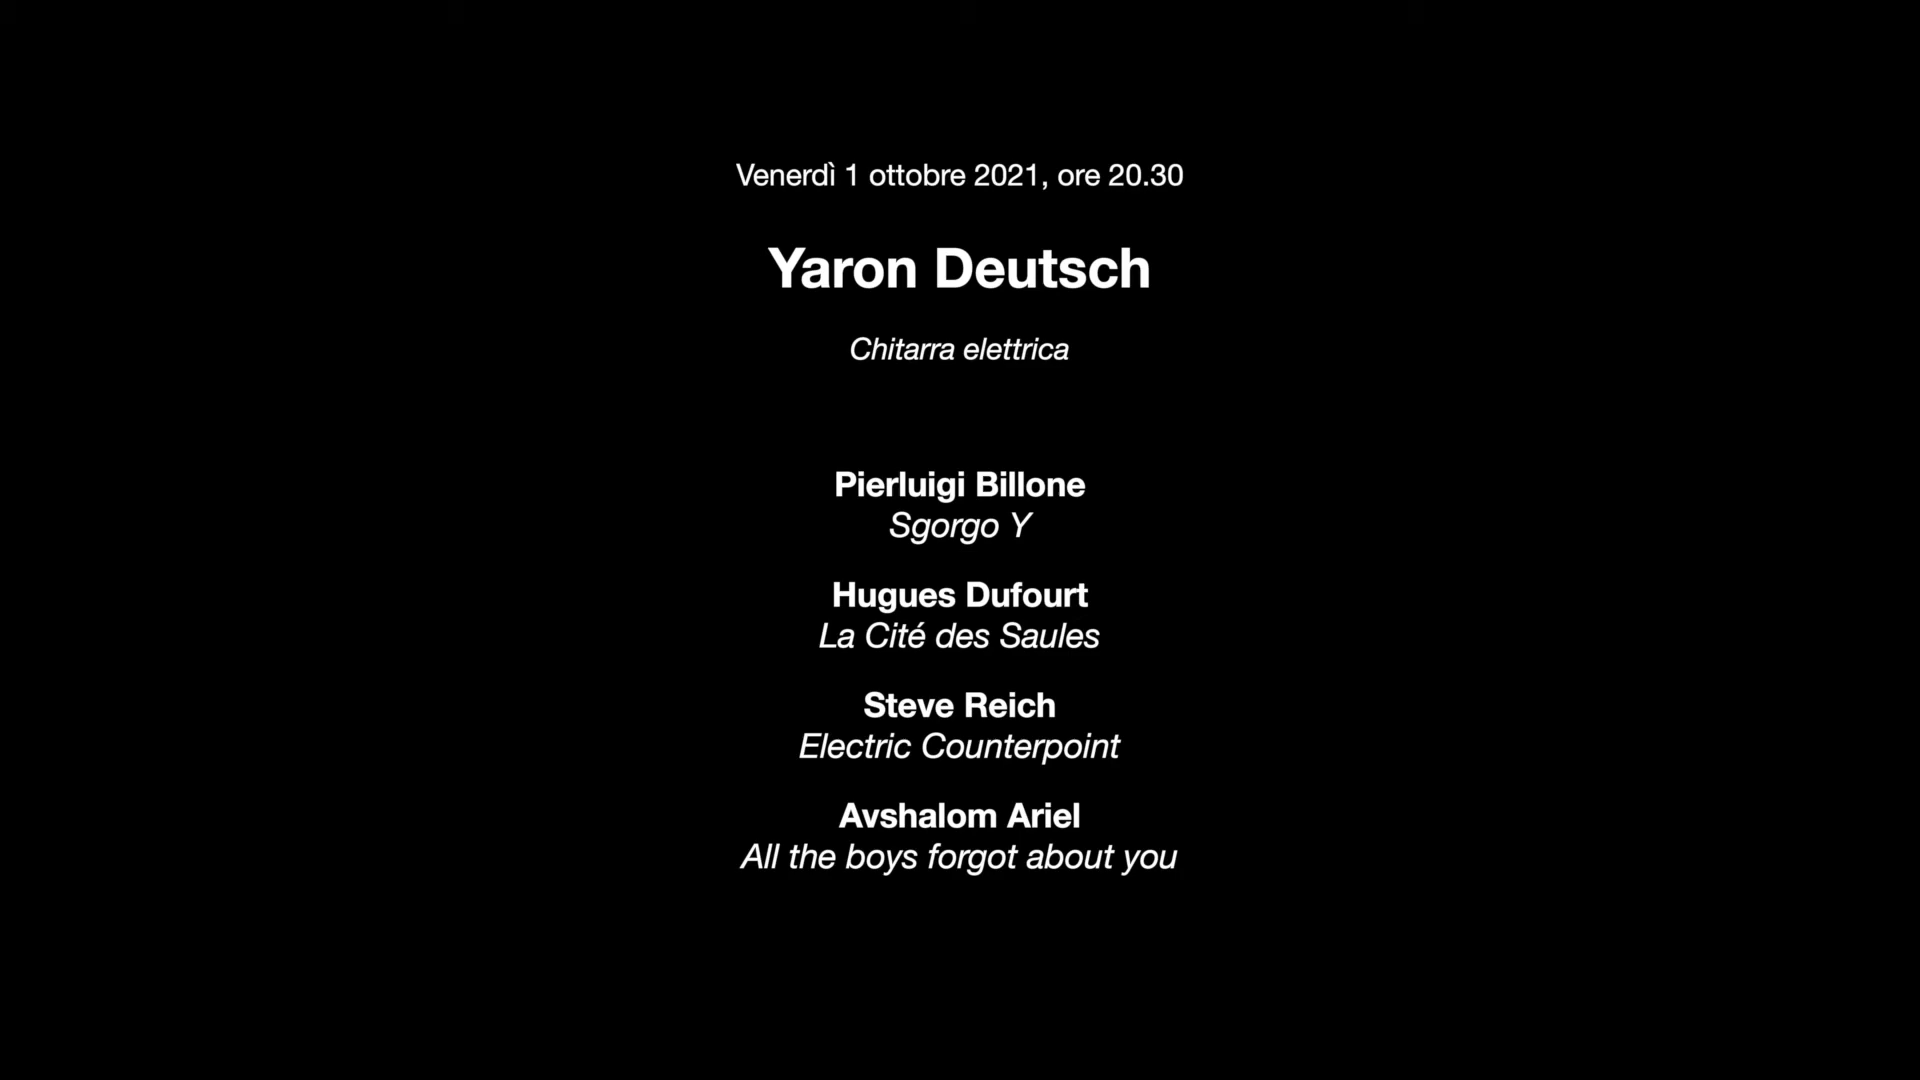 Venerdì 1 ottobre 2021, ore 20.30
Yaron Deutsch
Chitarra elettrica
Pierluigi Billone
Sgorgo Y
Hugues Dufourt
La Cité des Saules
Steve Reich
Electric Counterpoint
Avshalom Ariel
All the boys forgot about you